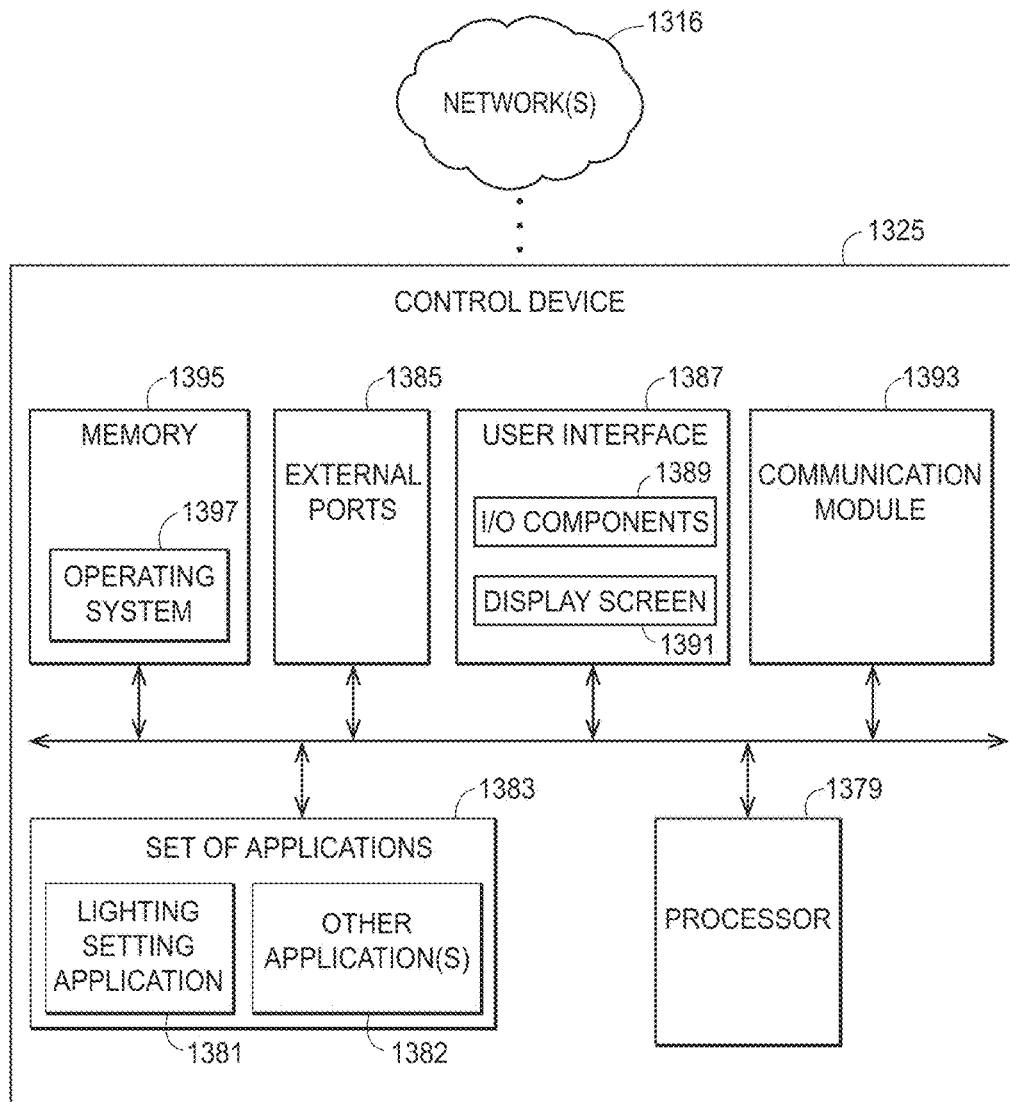 1316
NETWORK(S)
1325
CONTROL DEVICE
1395
1385
1387
1393
MEMORY
EXTERNAL
PORTS
USER INTERFACE
COMMUNICATION
MODULE
1397
OPERATING
SYSTEM
1389
I/O COMPONENTS
DISPLAY SCREEN
1391
1383
1379
SET OF APPLICATIONS
LIGHTING
SETTING
APPLICATION
OTHER
APPLICATION(S)
PROCESSOR
1381
1382